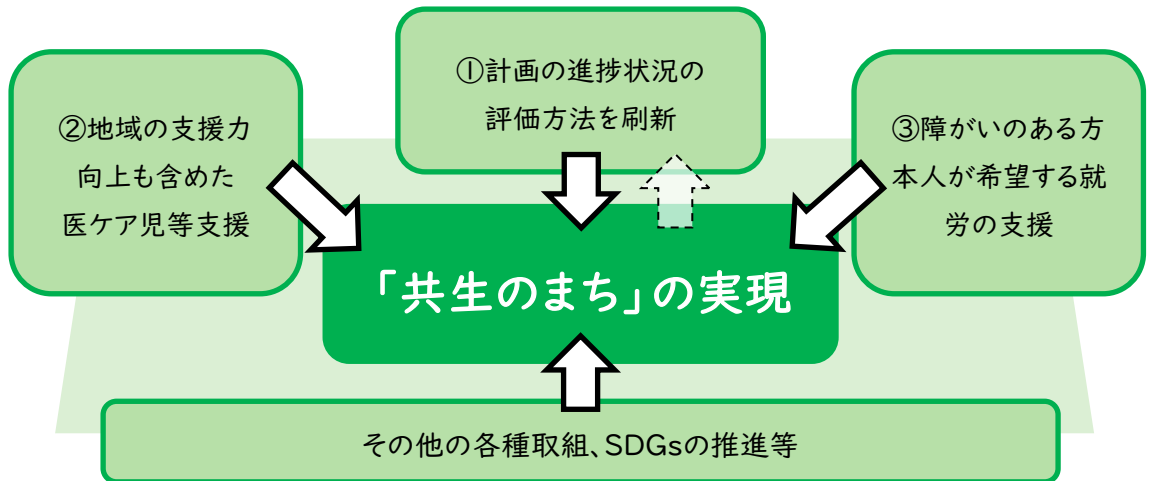 ①計画の進捗状況の
評価方法を刷新
②地域の支援力
向上も含めた
医ケア児等支援
③障がいのある方
本人が希望する就
労の支援
「共生のまち」の実現
その他の各種取組、SDGsの推進等